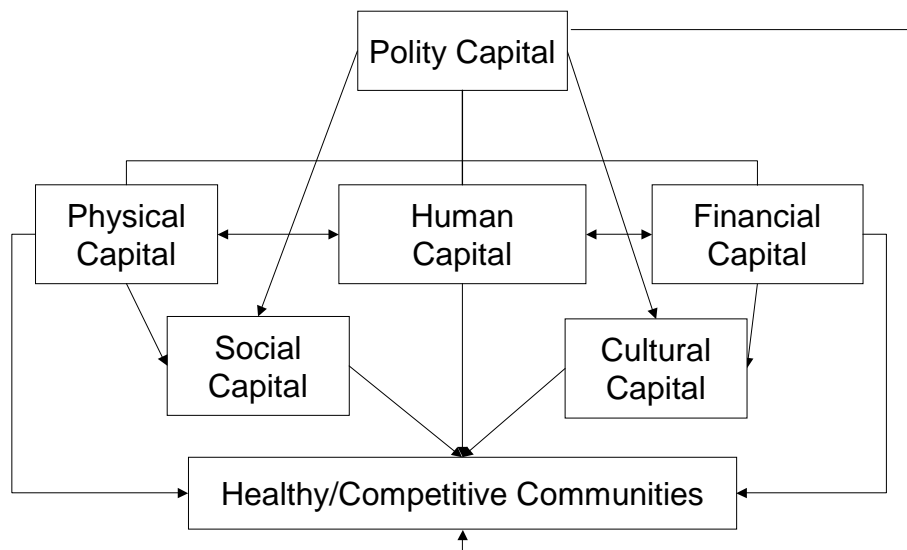 Polity Capital
Physical
Capital
Human
Capital
Financial
Capital
Social
Capital
Cultural
Capital
Healthy/Competitive Communities